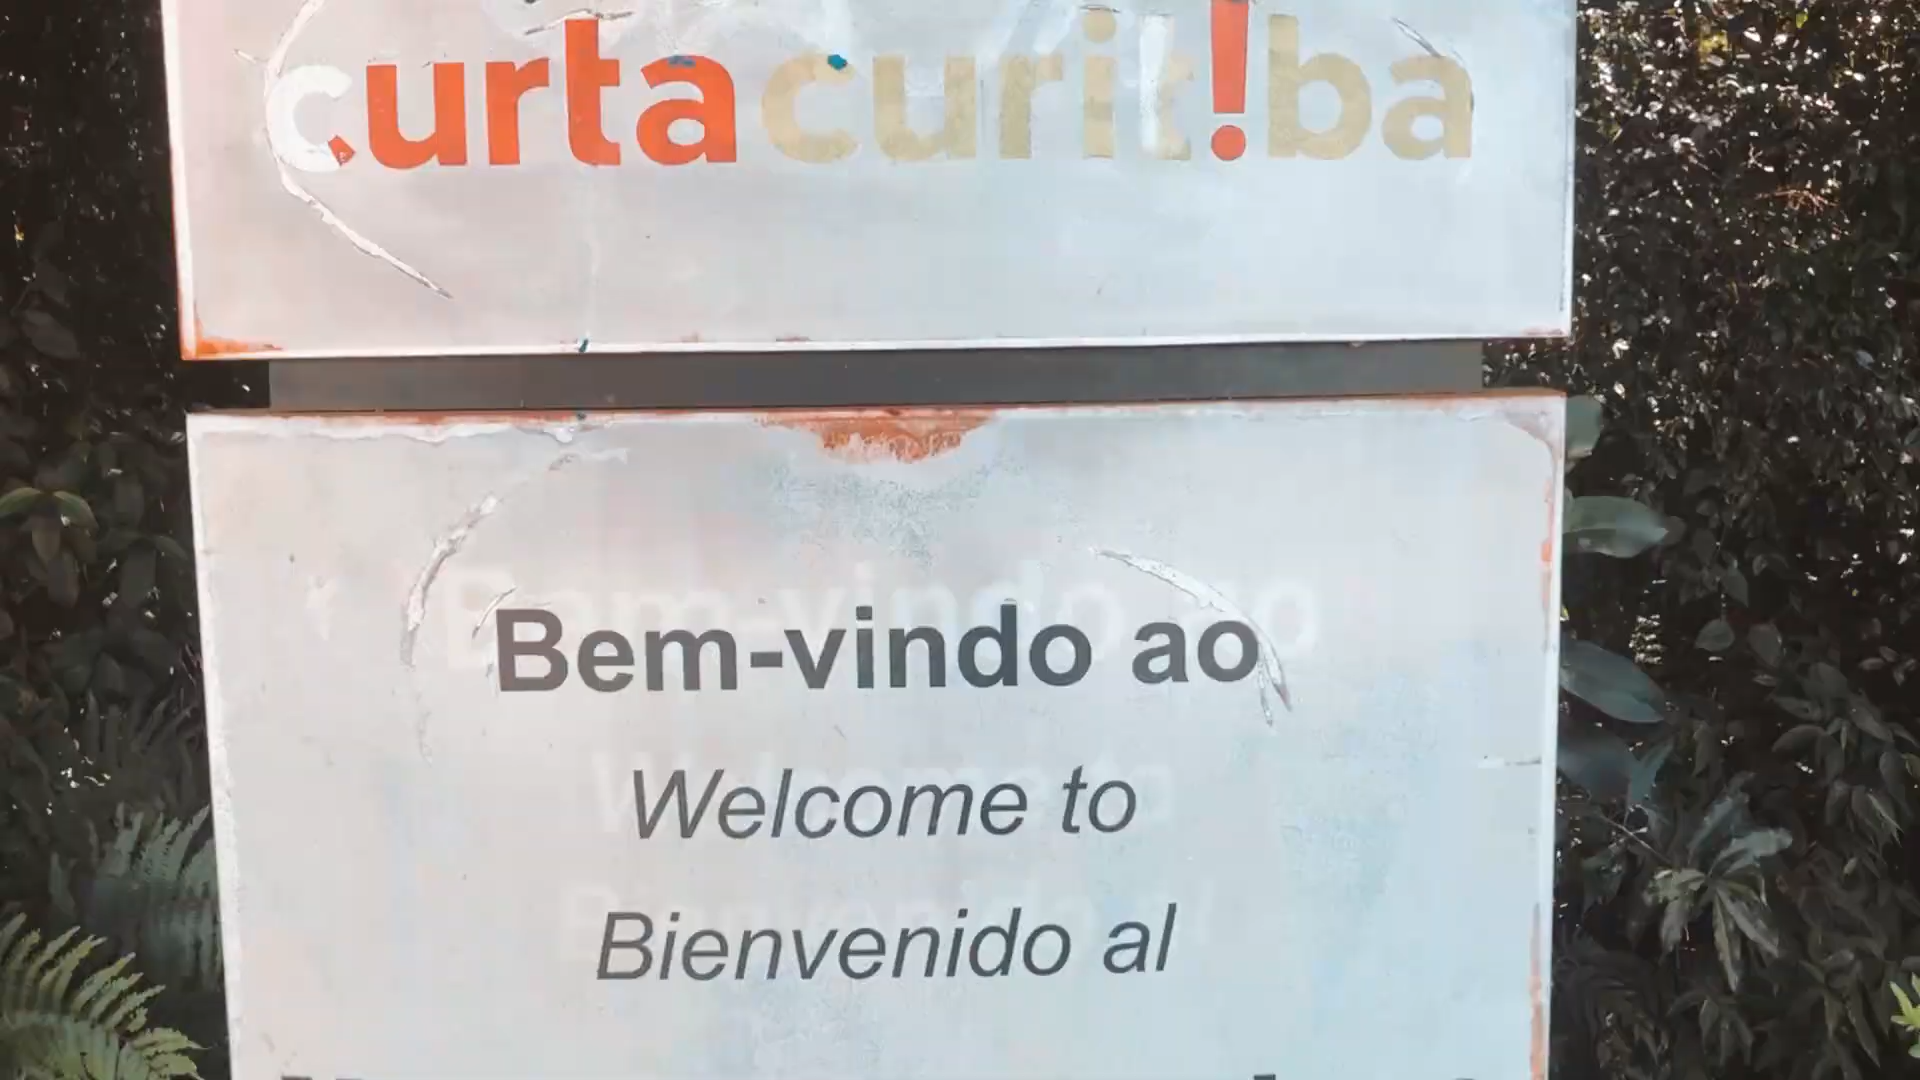 curtacurit!ba
Bem-vindo ao
Welcome to
Bienvenido al